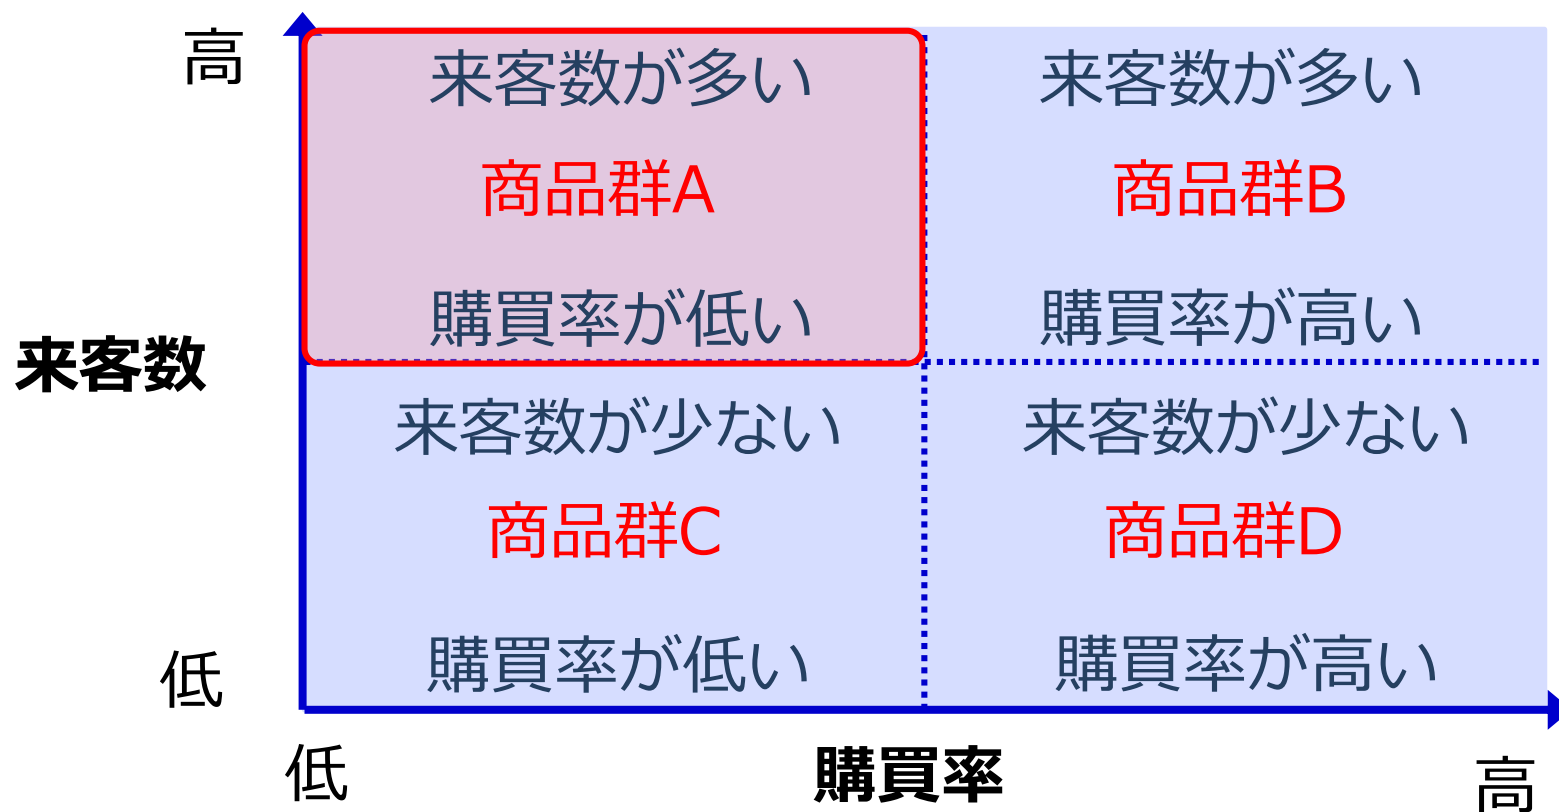 高
来客数が多い
来客数が多い
商品群A
商品群B
購買率が低い
購買率が高い
来客数
来客数が少ない
来客数が少ない
商品群C
商品群D
購買率が低い
購買率が高い
低
低
購買率
高